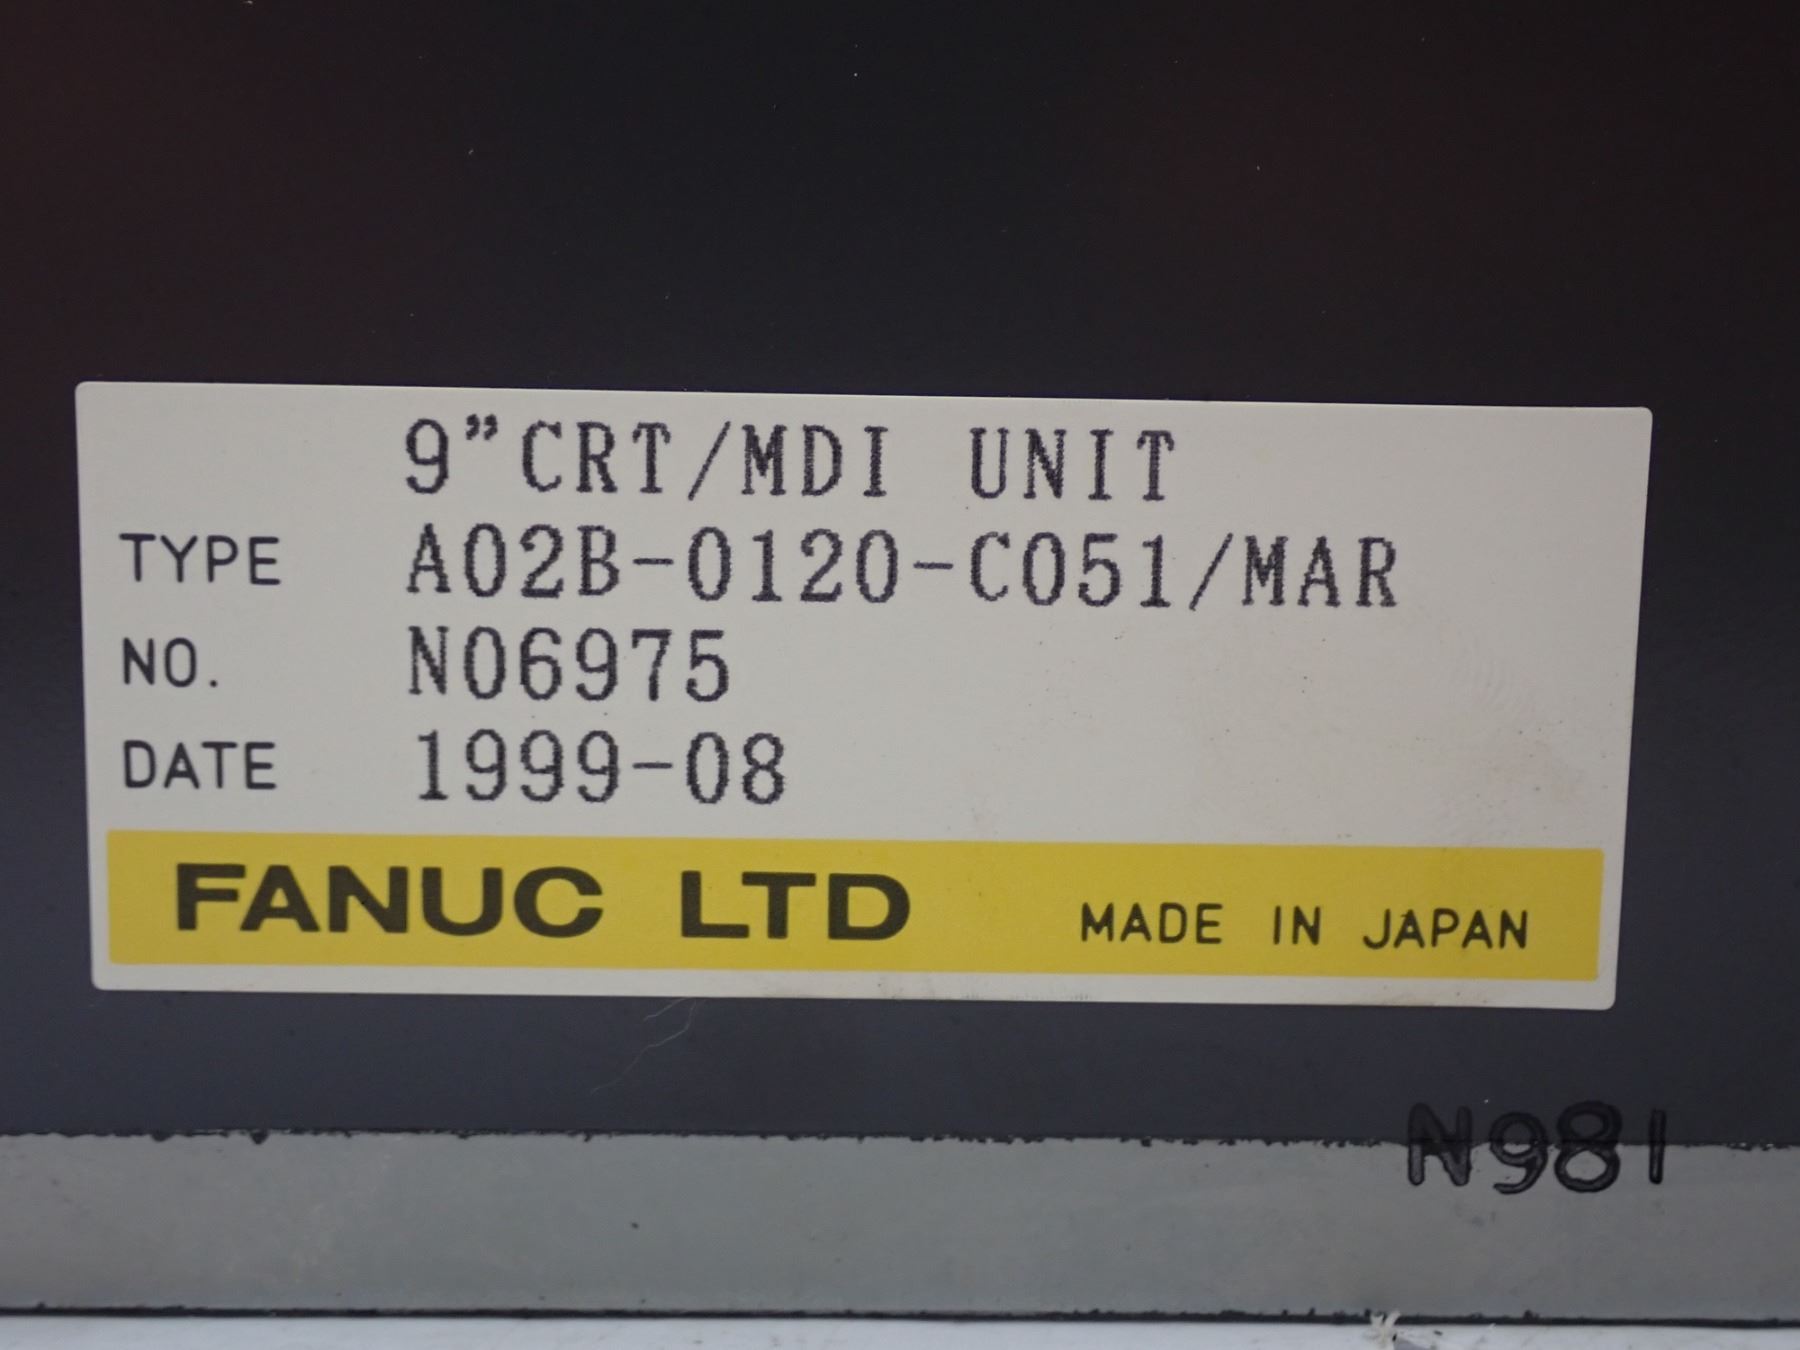 9”CRT/MDI UNIT
TYPE A02B-0120-C051/MAR
NO. N06975
DATE 1999-08
FANUC LTD MADE IN JAPAN
N981